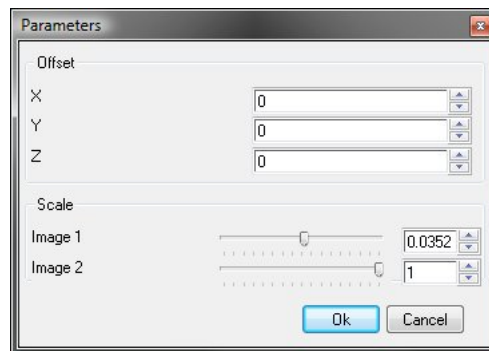 Parameters
Offset
X 0
Y 0
Z 0
Scale
Image 1 0.0352
Image 2 1
Ok Cancel